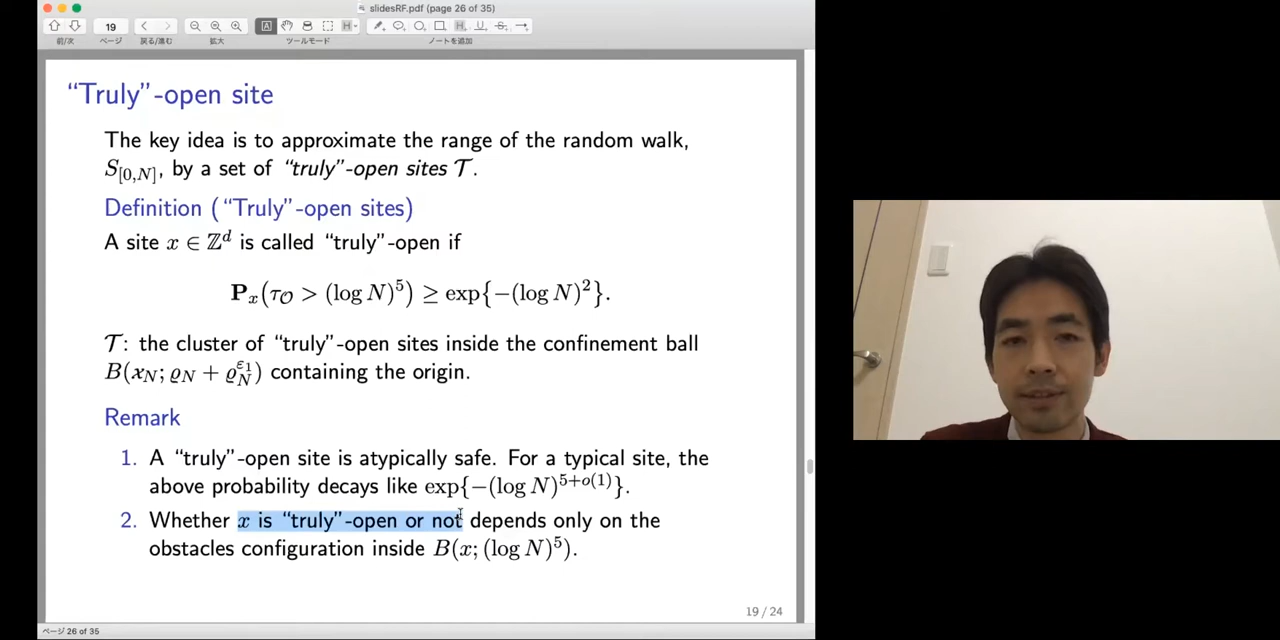 slidesRF.pdf (page 26 of 35)
19
前/次 ページ 戻る/進む 拡大 ツールモード ノートを追加
“Truly”-open site
The key idea is to approximate the range of the random walk,
S_{[0,N]}, by a set of “truly”-open sites 𝒯.
Definition (“Truly”-open sites)
A site x ∈ ℤ^d is called “truly”-open if
P_x(τ_𝒪 > (log N)^5) ≥ exp{−(log N)^2}.
𝒯: the cluster of “truly”-open sites inside the confinement ball
B(x_N; ϱ_N + ϱ_N^{ε_1}) containing the origin.
Remark
1. A “truly”-open site is atypically safe. For a typical site, the
above probability decays like exp{−(log N)^{5+o(1)}}.
2. Whether x is “truly”-open or not depends only on the
obstacles configuration inside B(x; (log N)^5).
19 / 24
ページ 26 of 35